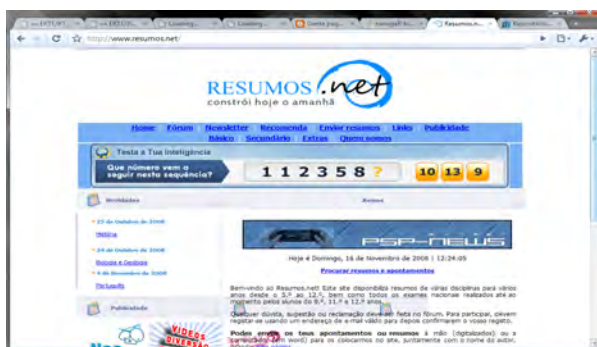 Loading...
Loading...
Resumos.n...
http://www.resumos.net/
RESUMOS.net
constrói hoje o amanhã
Home Fórum Newsletter Recomenda Enviar resumos Links Publicidade
Básico Secundário Extras Quem somos
Testa a Tua Inteligência
Que número vem a
seguir nesta sequência?
1 1 2 3 5 8 ?
10 13 9
Novidades
25 de Outubro de 2008
História
24 de Outubro de 2008
Biologia e Geologia
4 de Novembro de 2008
Português
Publicidade
VIDEOS
DIVERSÃO
PSP-NEWS
Hoje é Domingo, 16 de Novembro de 2008 | 12:24:05
Procurar resumos e apontamentos
Bem-vindo ao Resumos.net! Este site disponibiliza resumos de várias disciplinas para vários
anos desde o 5.º ao 12.º, bem como todos os exames nacionais realizados até ao
momento pelos alunos do 9.º, 11.º e 12.º anos.
Qualquer dúvida, sugestão ou reclamação deve ser feita no fórum. Para participar, devem
registar-se usando um endereço de e-mail válido para depois confirmarem o vosso registo.
Podem enviar os teus apontamentos ou resumos à mão (digitalizados) ou a
computador (em word) para os colocarmos no site, juntamente com o nome do autor.